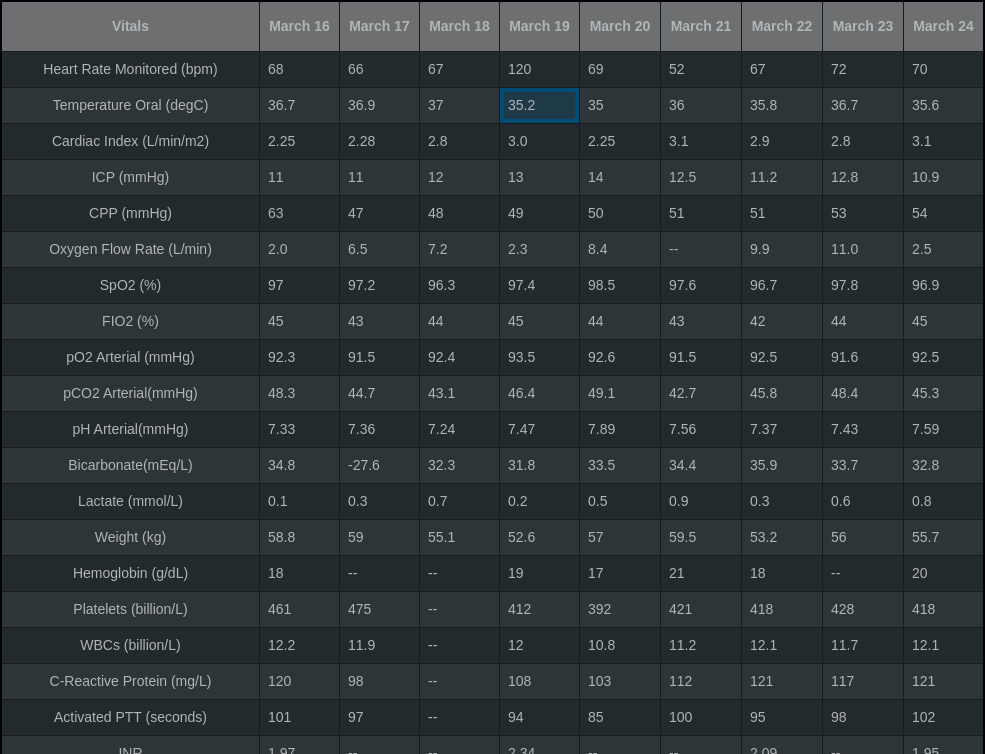 Vitals March 16 March 17 March 18 March 19 March 20 March 21 March 22 March 23 March 24
Heart Rate Monitored (bpm) 68 66 67 120 69 52 67 72 70
Temperature Oral (degC) 36.7 36.9 37 35.2 35 36 35.8 36.7 35.6
Cardiac Index (L/min/m2) 2.25 2.28 2.8 3.0 2.25 3.1 2.9 2.8 3.1
ICP (mmHg) 11 11 12 13 14 12.5 11.2 12.8 10.9
CPP (mmHg) 63 47 48 49 50 51 51 53 54
Oxygen Flow Rate (L/min) 2.0 6.5 7.2 2.3 8.4 -- 9.9 11.0 2.5
SpO2 (%) 97 97.2 96.3 97.4 98.5 97.6 96.7 97.8 96.9
FIO2 (%) 45 43 44 45 44 43 42 44 45
pO2 Arterial (mmHg) 92.3 91.5 92.4 93.5 92.6 91.5 92.5 91.6 92.5
pCO2 Arterial(mmHg) 48.3 44.7 43.1 46.4 49.1 42.7 45.8 48.4 45.3
pH Arterial(mmHg) 7.33 7.36 7.24 7.47 7.89 7.56 7.37 7.43 7.59
Bicarbonate(mEq/L) 34.8 -27.6 32.3 31.8 33.5 34.4 35.9 33.7 32.8
Lactate (mmol/L) 0.1 0.3 0.7 0.2 0.5 0.9 0.3 0.6 0.8
Weight (kg) 58.8 59 55.1 52.6 57 59.5 53.2 56 55.7
Hemoglobin (g/dL) 18 -- -- 19 17 21 18 -- 20
Platelets (billion/L) 461 475 -- 412 392 421 418 428 418
WBCs (billion/L) 12.2 11.9 -- 12 10.8 11.2 12.1 11.7 12.1
C-Reactive Protein (mg/L) 120 98 -- 108 103 112 121 117 121
Activated PTT (seconds) 101 97 -- 94 85 100 95 98 102
INR 1.97 -- -- 2.34 -- -- 2.09 -- 1.95